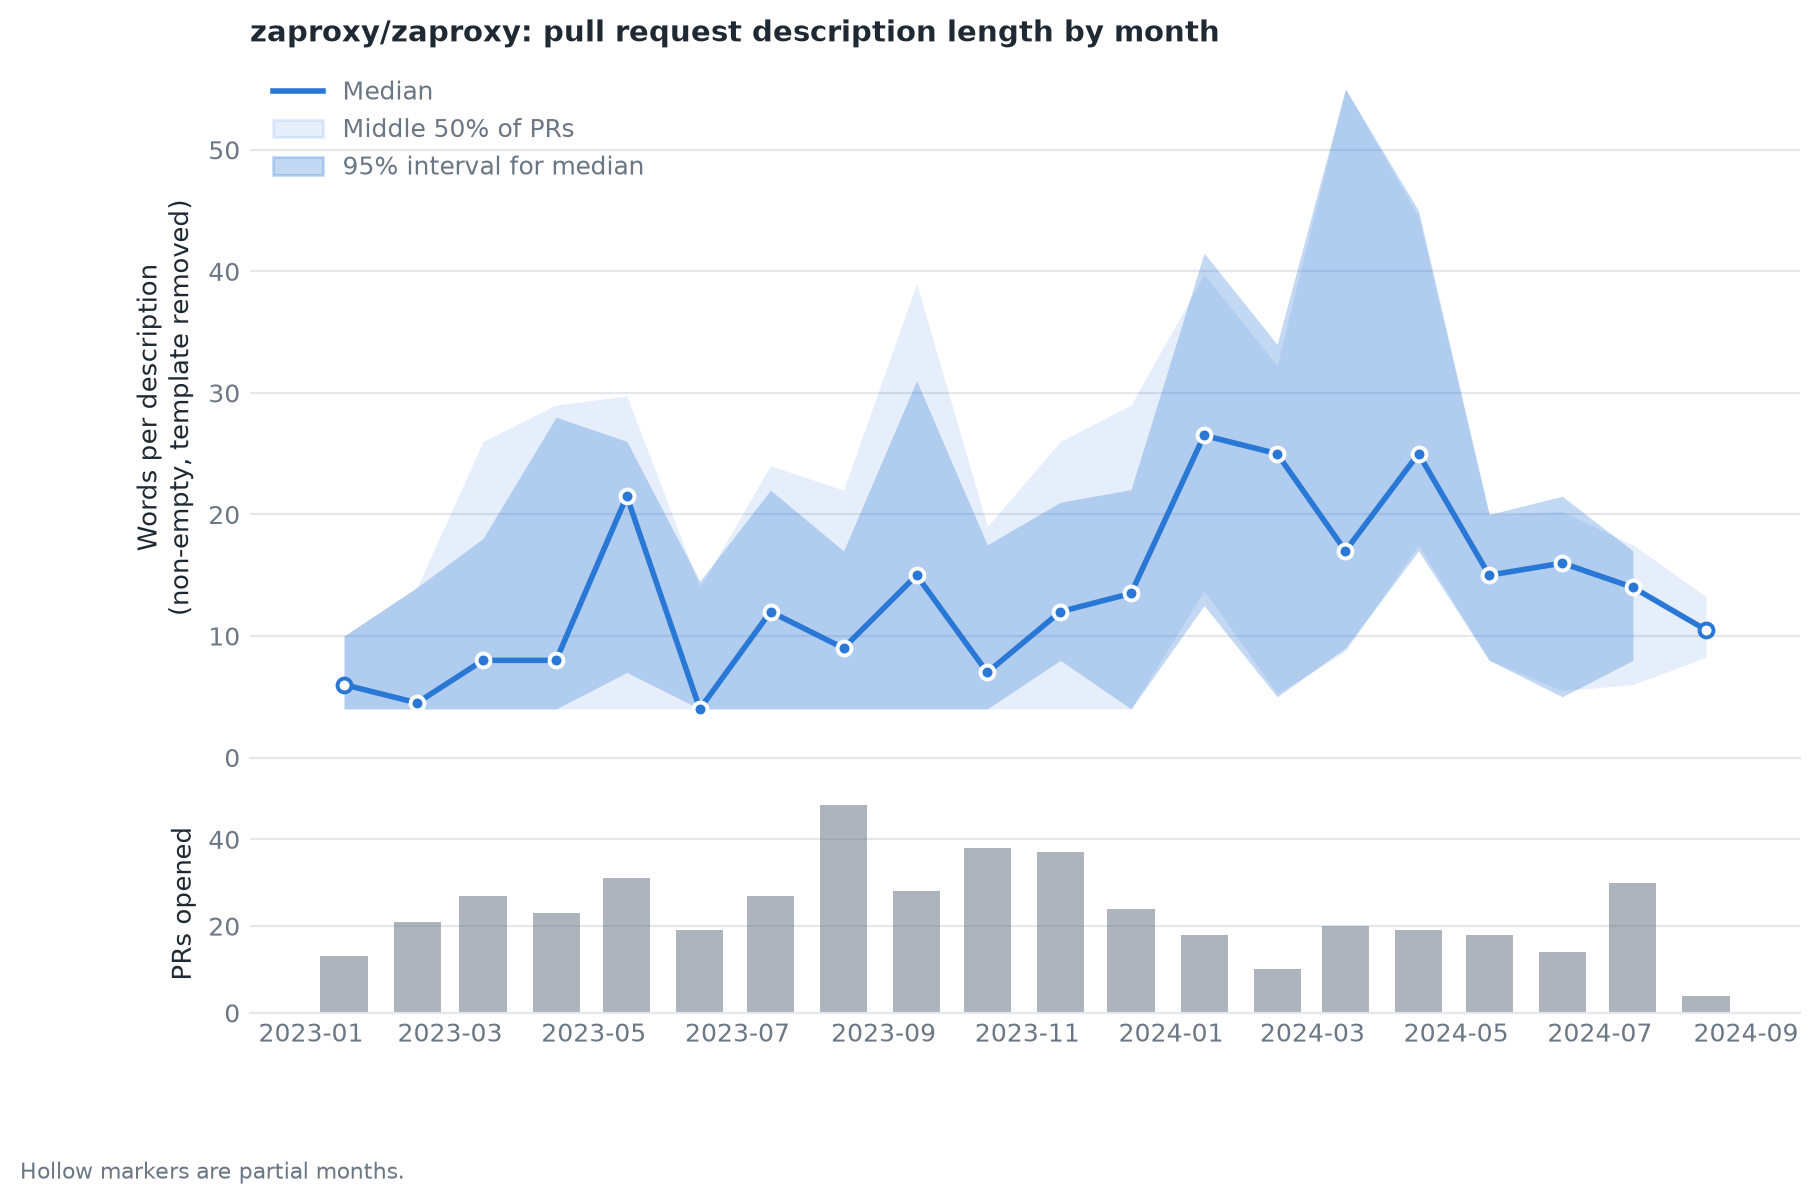 zaproxy/zaproxy: pull request description length by month
Median
Middle 50% of PRs
95% interval for median
Words per description
(non-empty, template removed)
50
40
30
20
10
0
PRs opened
40
20
0
2023-01 2023-03 2023-05 2023-07 2023-09 2023-11 2024-01 2024-03 2024-05 2024-07 2024-09
Hollow markers are partial months.